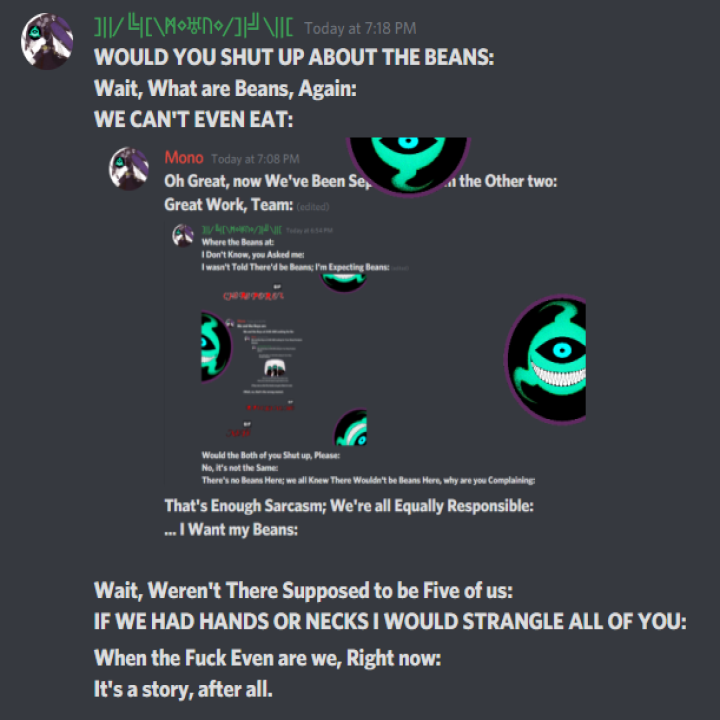 ]||/╚╣[\ᛗ⋄ᛗ∩⋄/]╠╝\||[ Today at 7:18 PM
WOULD YOU SHUT UP ABOUT THE BEANS:
Wait, What are Beans, Again:
WE CAN'T EVEN EAT:
Mono Today at 7:08 PM
Oh Great, now We've Been the Other two:
Great Work, Team: (edited)
Today at 6:54 PM
Where the Beans at:
I Don't Know, you Asked me:
I wasn't Told There'd be Beans; I'm Expecting Beans: (edited)
Would the Both of you Shut up, Please:
No, it's not the Same:
There's no Beans Here; we all Knew There Wouldn't be Beans Here, why are you Complaining:
That's Enough Sarcasm; We're all Equally Responsible:
... I Want my Beans:
Wait, Weren't There Supposed to be Five of us:
IF WE HAD HANDS OR NECKS I WOULD STRANGLE ALL OF YOU:
When the Fuck Even are we, Right now:
It's a story, after all.